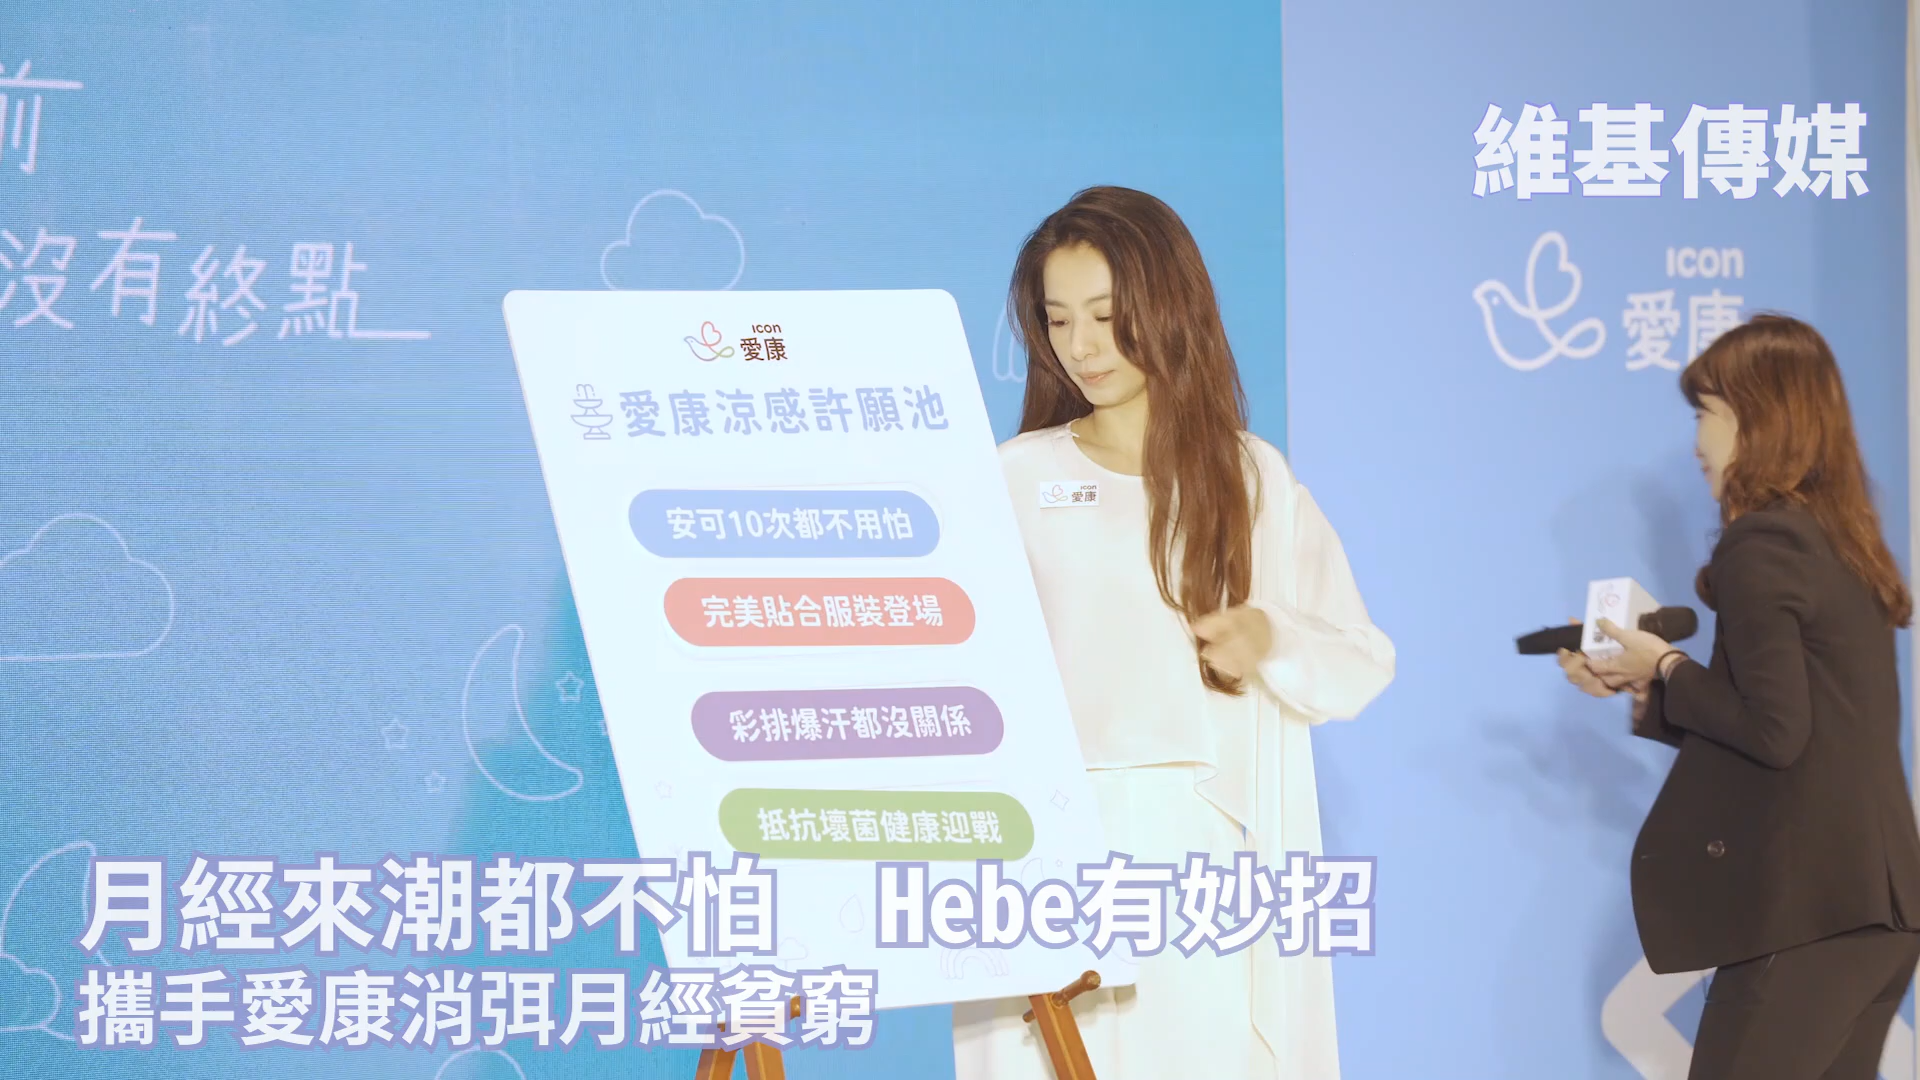 前
沒有終點
維基傳媒
icon
愛康
icon
愛康
愛康涼感許願池
安可10次都不用怕
完美貼合服裝登場
彩排爆汗都沒關係
抵抗壞菌健康迎戰
icon
愛康
月經來潮都不怕 Hebe有妙招
攜手愛康消弭月經貧窮